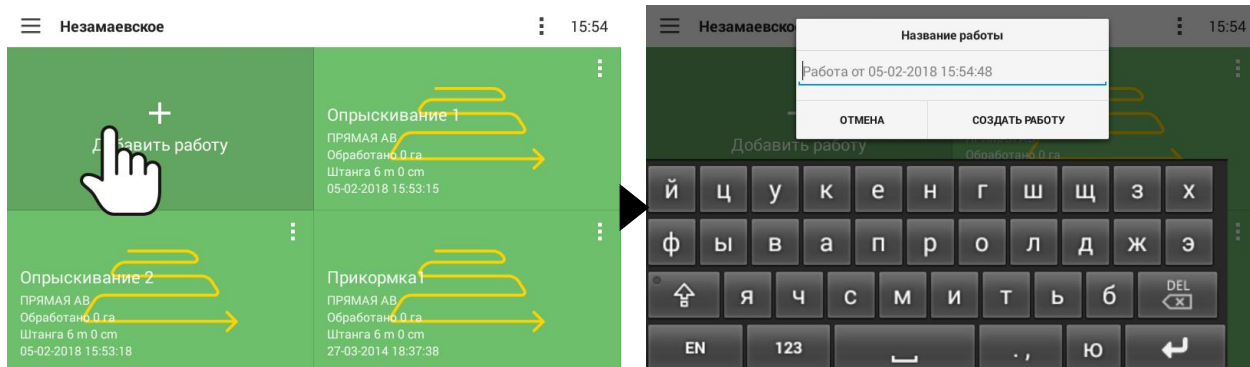 Незамаевское
15:54
Добавить работу
Опрыскивание 1
ПРЯМАЯ АВ
Обработано 0 га
Штанга 6 m 0 cm
05-02-2018 15:53:15
Опрыскивание 2
ПРЯМАЯ АВ
Обработано 0 га
Штанга 6 m 0 cm
05-02-2018 15:53:18
Прикормка1
ПРЯМАЯ АВ
Обработано 0 га
Штанга 6 m 0 cm
27-03-2014 18:37:38
Незамаевско
15:54
Название работы
Работа от 05-02-2018 15:54:48
ОТМЕНА СОЗДАТЬ РАБОТУ
Добавить работу
Обработано 0 га
й ц у к е н г ш щ з х
ф ы в а п р о л д ж э
я ч с м и т ь б DEL
EN 123 . , ю